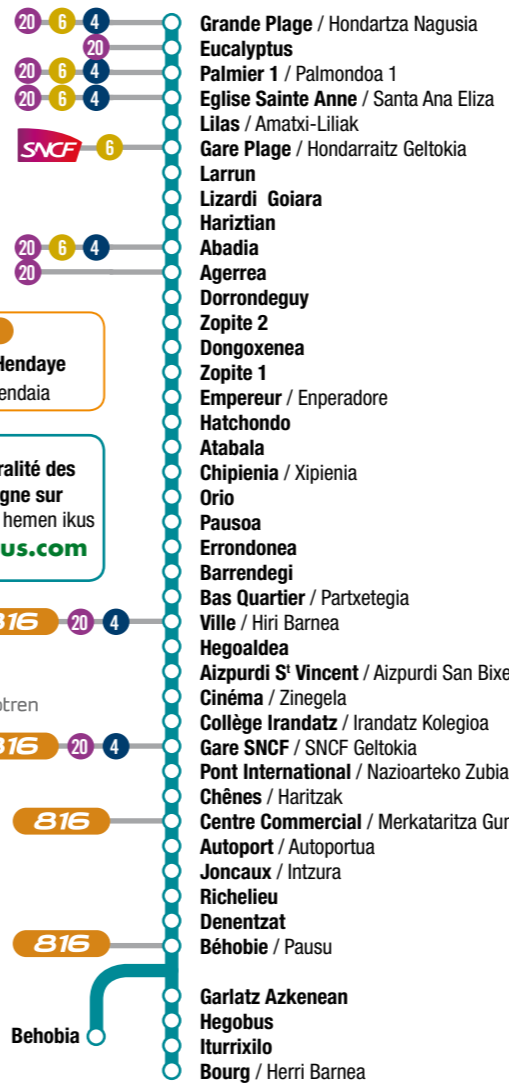 20 6 4 Grande Plage / Hondartza Nagusia
20 Eucalyptus
20 6 4 Palmier 1 / Palmondoa 1
20 6 4 Eglise Sainte Anne / Santa Ana Eliza
Lilas / Amatxi-Liliak
SNCF 6 Gare Plage / Hondarraitz Geltokia
Larrun
Lizardi Goiara
Hariztian
20 6 4 Abadia
20 Agerrea
Dorrondeguy
Zopite 2
Hendaye
Dongoxenea
endaia
Zopite 1
Empereur / Enperadore
Hatchondo
Atabala
ralité des
Chipienia / Xipienia
gne sur
Orio
hemen ikus
Pausoa
us.com
Errondonea
Barrendegi
Bas Quartier / Partxetegia
816 20 4 Ville / Hiri Barnea
Hegoaldea
Aizpurdi St Vincent / Aizpurdi San Bixe
otren
Cinéma / Zinegela
Collège Irandatz / Irandatz Kolegioa
816 20 4 Gare SNCF / SNCF Geltokia
Pont International / Nazioarteko Zubia
Chênes / Haritzak
816 Centre Commercial / Merkataritza Gun
Autoport / Autoportua
Joncaux / Intzura
Richelieu
Denentzat
816 Béhobie / Pausu
Garlatz Azkenean
Hegobus
Behobia
Iturrixilo
Bourg / Herri Barnea